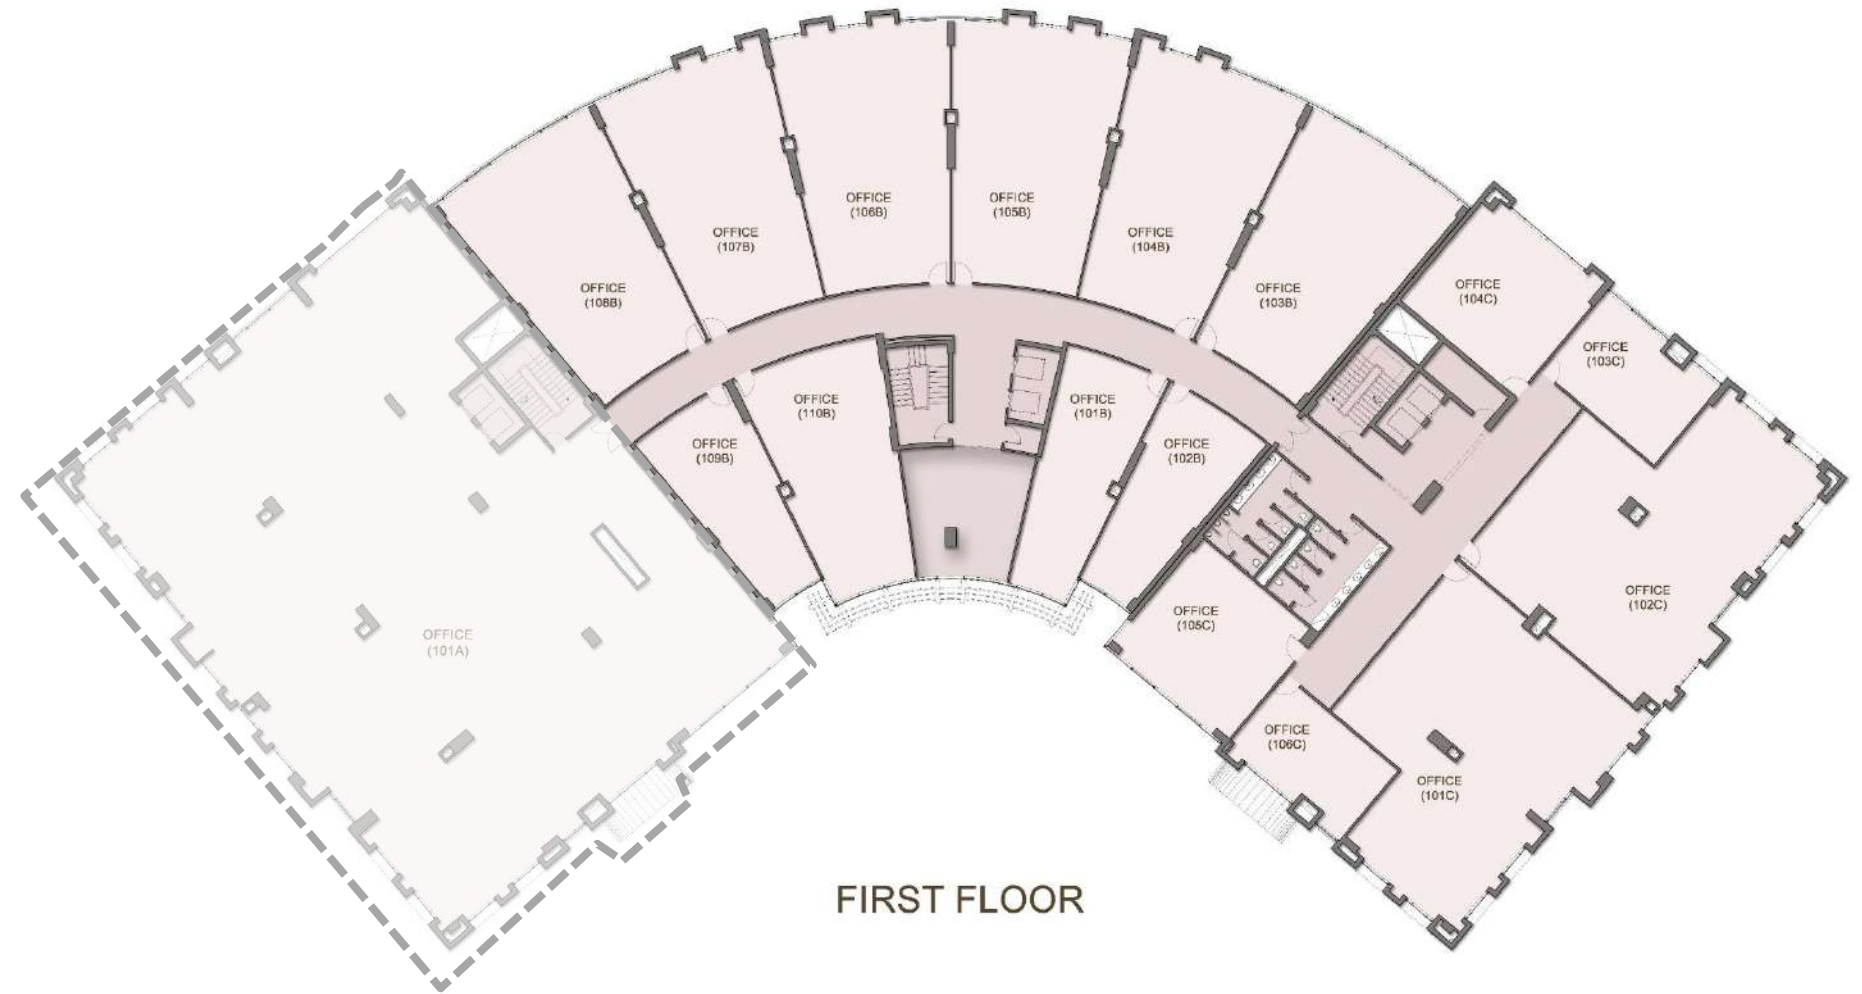 OFFICE
(106B)
OFFICE
(105B)
OFFICE
(107B)
OFFICE
(104B)
OFFICE
(108B)
OFFICE
(103B)
OFFICE
(104C)
OFFICE
(103C)
OFFICE
(110B)
OFFICE
(101B)
OFFICE
(109B)
OFFICE
(102B)
OFFICE
(102C)
OFFICE
(105C)
OFFICE
(101A)
OFFICE
(106C)
OFFICE
(101C)
FIRST FLOOR